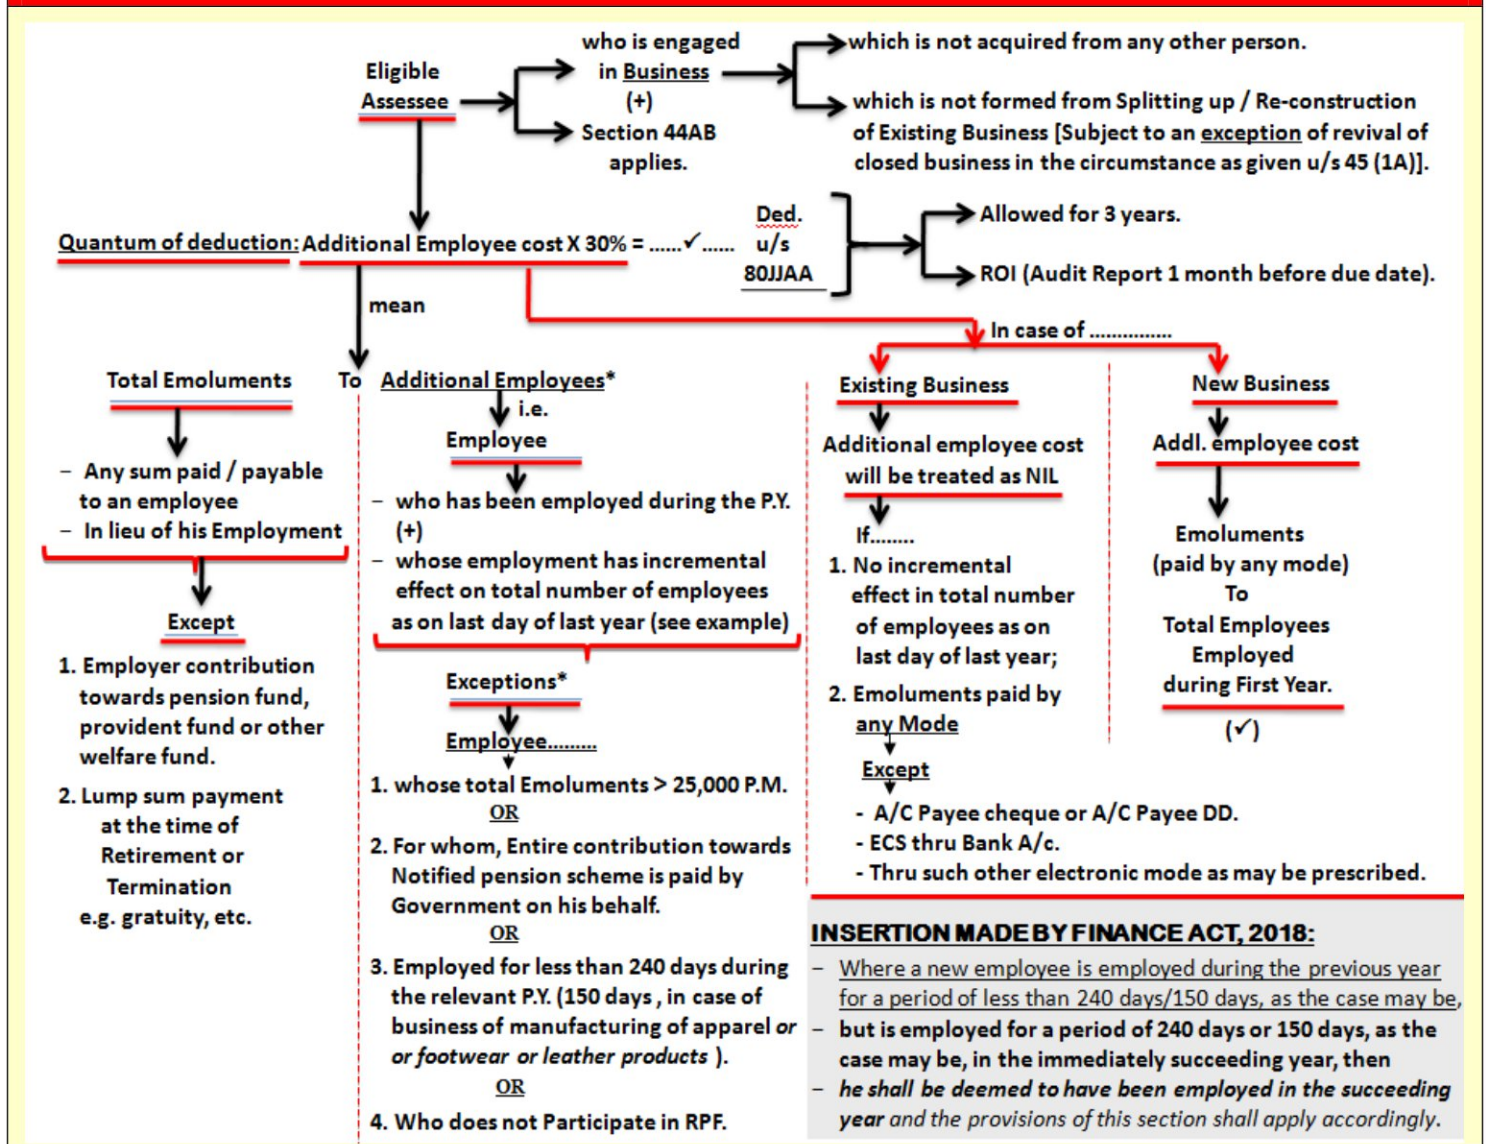 Eligible
Assessee
who is engaged
in Business
(+)
Section 44AB
applies.
which is not acquired from any other person.
which is not formed from Splitting up / Re-construction
of Existing Business [Subject to an exception of revival of
closed business in the circumstance as given u/s 45 (1A)].
Quantum of deduction: Additional Employee cost X 30% = ......✓......
Ded.
u/s
80JJAA
Allowed for 3 years.
ROI (Audit Report 1 month before due date).
mean
In case of ...............
Total Emoluments
– Any sum paid / payable
to an employee
– In lieu of his Employment
Except
1. Employer contribution
towards pension fund,
provident fund or other
welfare fund.
2. Lump sum payment
at the time of
Retirement or
Termination
e.g. gratuity, etc.
To Additional Employees*
i.e.
Employee
– who has been employed during the P.Y.
(+)
– whose employment has incremental
effect on total number of employees
as on last day of last year (see example)
Exceptions*
Employee.........
1. whose total Emoluments > 25,000 P.M.
OR
2. For whom, Entire contribution towards
Notified pension scheme is paid by
Government on his behalf.
OR
3. Employed for less than 240 days during
the relevant P.Y. (150 days , in case of
business of manufacturing of apparel or
or footwear or leather products ).
OR
4. Who does not Participate in RPF.
Existing Business
Additional employee cost
will be treated as NIL
If........
1. No incremental
effect in total number
of employees as on
last day of last year;
2. Emoluments paid by
any Mode
Except
- A/C Payee cheque or A/C Payee DD.
- ECS thru Bank A/c.
- Thru such other electronic mode as may be prescribed.
New Business
Addl. employee cost
Emoluments
(paid by any mode)
To
Total Employees
Employed
during First Year.
(✓)
INSERTION MADE BY FINANCE ACT, 2018:
– Where a new employee is employed during the previous year
for a period of less than 240 days/150 days, as the case may be,
– but is employed for a period of 240 days or 150 days, as the
case may be, in the immediately succeeding year, then
– he shall be deemed to have been employed in the succeeding
year and the provisions of this section shall apply accordingly.